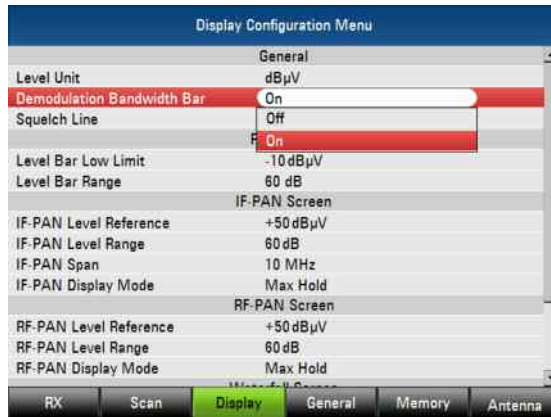 Display Configuration Menu
General
Level Unit dBµV
Demodulation Bandwidth Bar On
Squelch Line Off
On
Level Bar Low Limit -10 dBµV
Level Bar Range 60 dB
IF-PAN Screen
IF-PAN Level Reference +50 dBµV
IF-PAN Level Range 60 dB
IF-PAN Span 10 MHz
IF-PAN Display Mode Max Hold
RF-PAN Screen
RF-PAN Level Reference +50 dBµV
RF-PAN Level Range 60 dB
RF-PAN Display Mode Max Hold
RX Scan Display General Memory Antenna